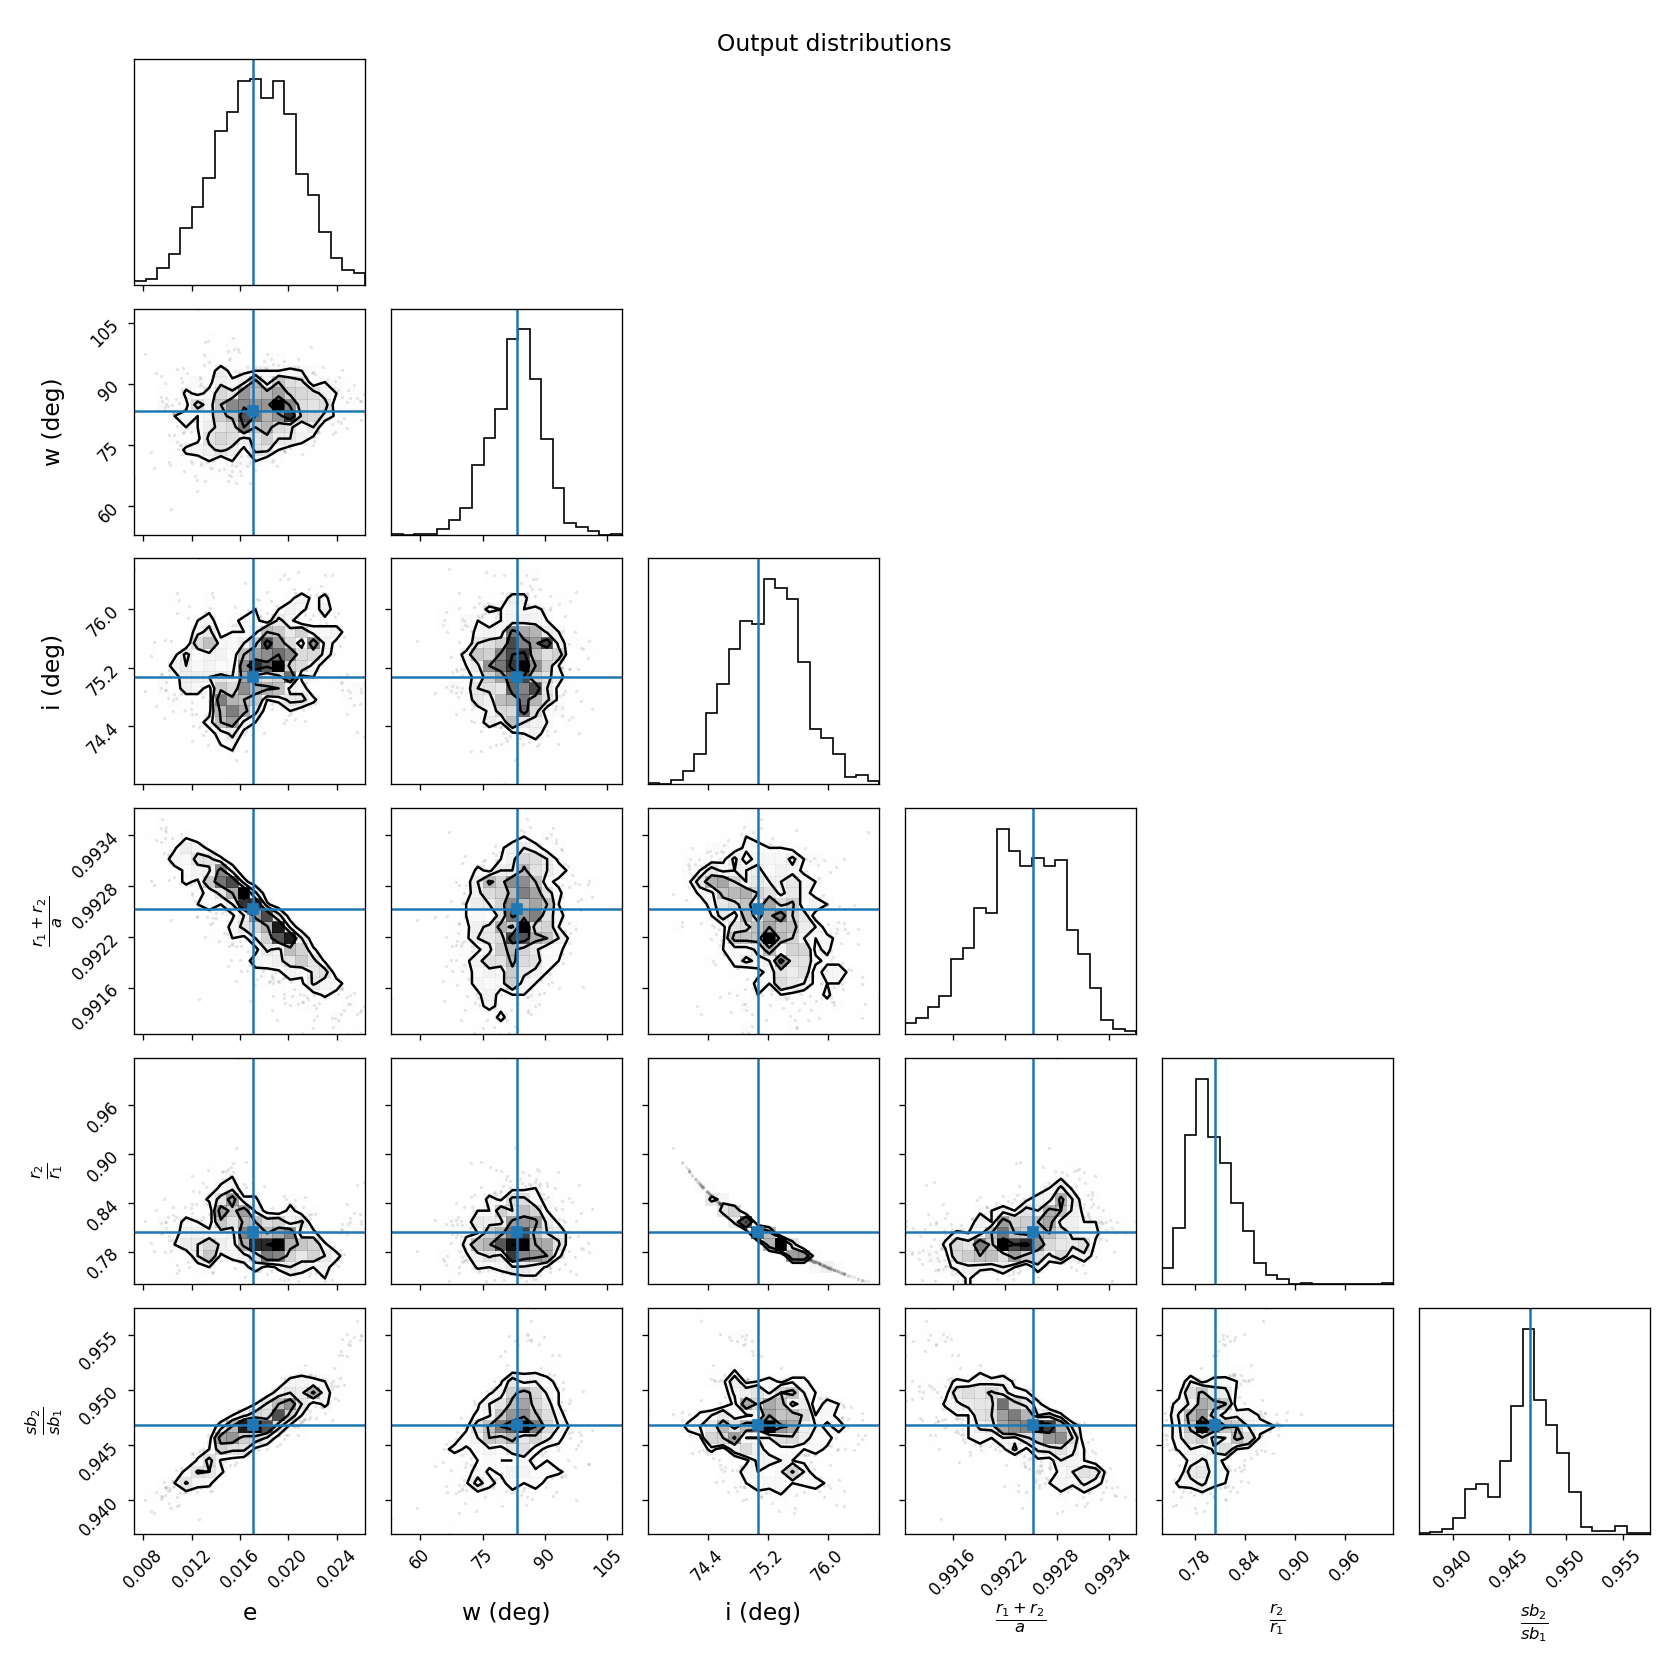 Output distributions
w (deg)
105
90
75
60
i (deg)
76.0
75.2
74.4
r₁ + r₂
a
0.9934
0.9928
0.9922
0.9916
r₂
r₁
0.96
0.90
0.84
0.78
sb₂
sb₁
0.955
0.950
0.945
0.940
0.008 0.012 0.016 0.020 0.024 60 75 90 105 74.4 75.2 76.0 0.9916 0.9922 0.9928 0.9934 0.78 0.84 0.90 0.96 0.940 0.945 0.950 0.955
e w (deg) i (deg) r₁ + r₂ r₂ sb₂
a r₁ sb₁